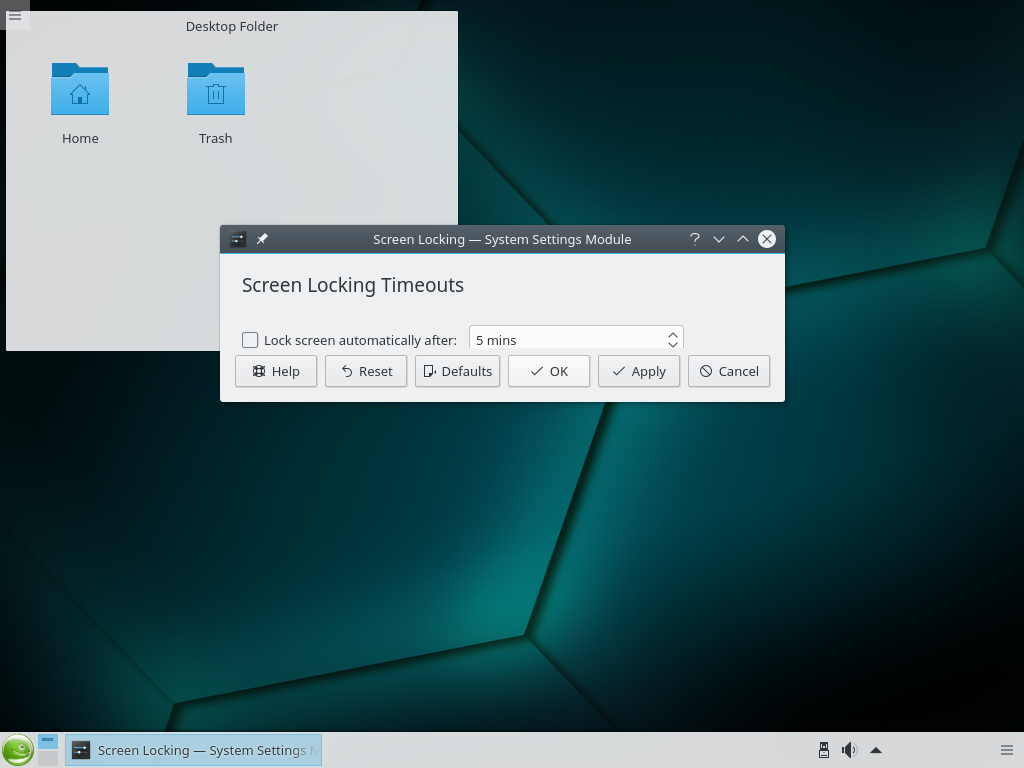 Desktop Folder
Home
Trash
Screen Locking — System Settings Module
Screen Locking Timeouts
Lock screen automatically after: 5 mins
Help Reset Defaults OK Apply Cancel
Screen Locking — System Settings M